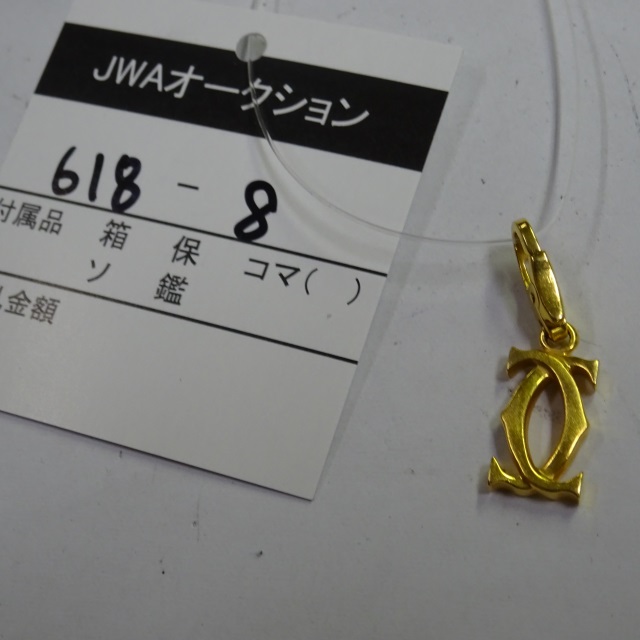 JWAオークション
618 - 8
付属品 箱 保 コマ( )
ソ 鑑
金額